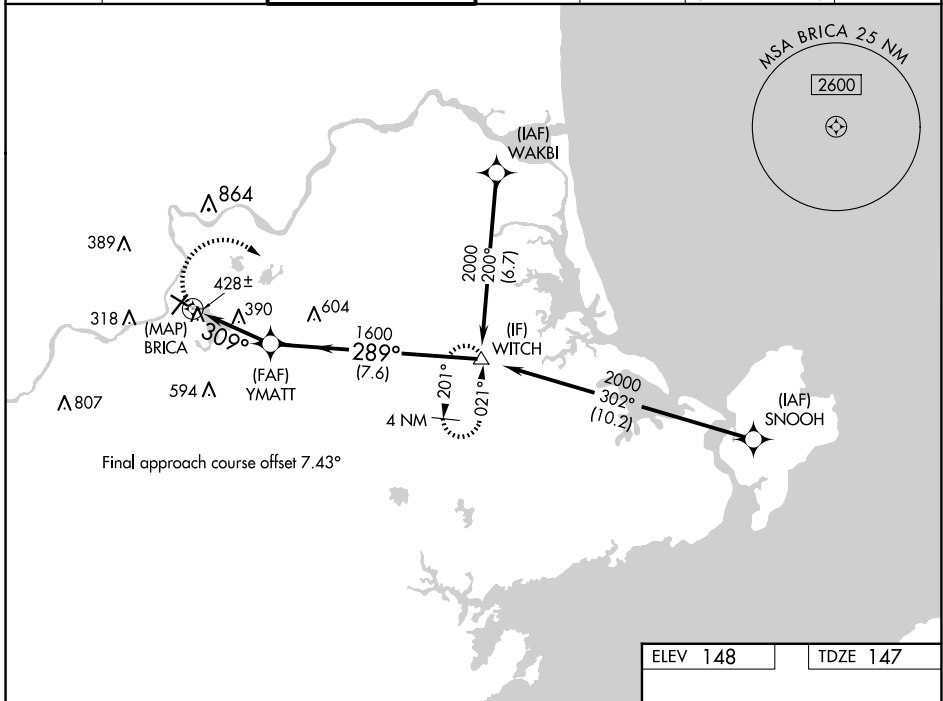 MSA BRICA 25 NM
2600
(IAF)
WAKBI
864
389
2000
200°
(6.7)
428±
318
390
604
(MAP)
BRICA
309°
1600
289°
(7.6)
(IF)
WITCH
(FAF)
YMATT
2000
302°
(10.2)
(IAF)
SNOOH
594
807
201°
021°
4 NM
Final approach course offset 7.43°
ELEV 148
TDZE 147